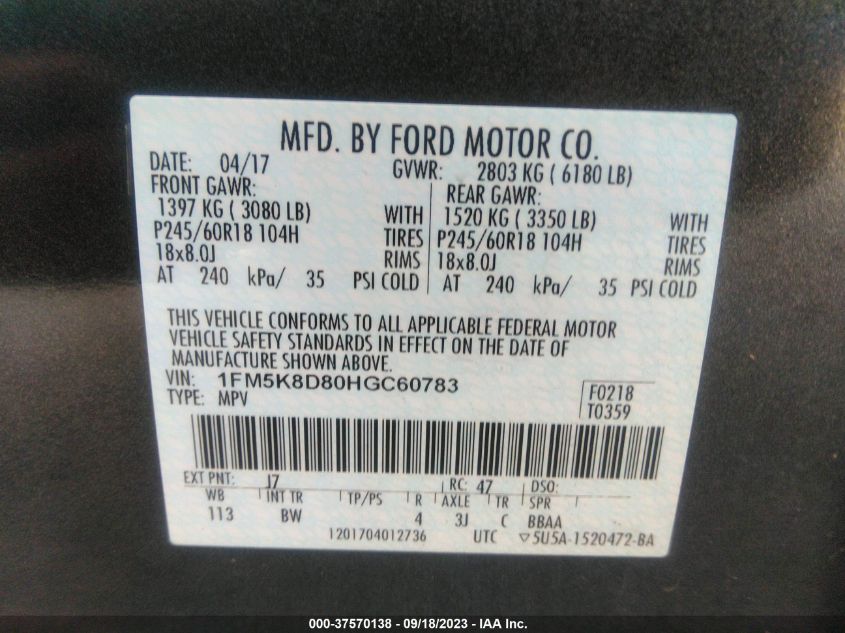 MFD. BY FORD MOTOR CO.
DATE: 04/17 GVWR: 2803 KG ( 6180 LB)
FRONT GAWR: REAR GAWR:
1397 KG ( 3080 LB) WITH 1520 KG ( 3350 LB) WITH
P245/60R18 104H TIRES P245/60R18 104H TIRES
18x8.0J RIMS 18x8.0J RIMS
AT 240 kPa/ 35 PSI COLD AT 240 kPa/ 35 PSI COLD
THIS VEHICLE CONFORMS TO ALL APPLICABLE FEDERAL MOTOR
VEHICLE SAFETY STANDARDS IN EFFECT ON THE DATE OF
MANUFACTURE SHOWN ABOVE.
VIN: 1FM5K8D80HGC60783
TYPE: MPV
F0218
T0359
EXT PNT: J7 RC: 47 DSO:
WB INT TR TP/PS R AXLE TR SPR
113 BW 4 3J C BBAA
1201704012736 UTC ▽5U5A-1520472-BA
000-37570138 - 09/18/2023 - IAA Inc.